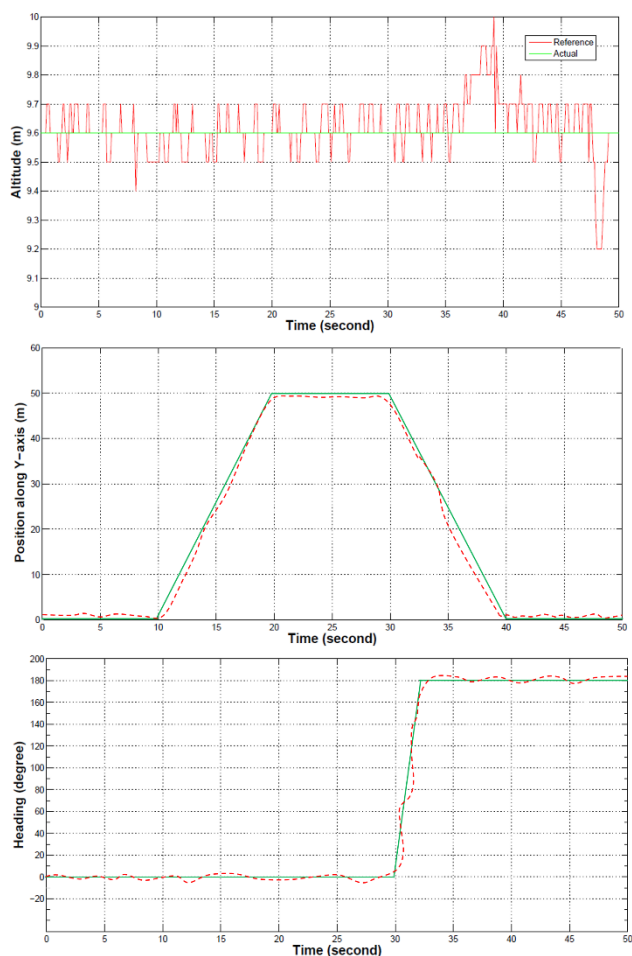 10
9.9
9.8
9.7
9.6
9.5
9.4
9.3
9.2
9.1
9
Altitude (m)
Reference
Actual
0 5 10 15 20 25 30 35 40 45 50
Time (second)
60
50
40
30
20
10
0
Position along Y-axis (m)
0 5 10 15 20 25 30 35 40 45 50
Time (second)
200
180
160
140
120
100
80
60
40
20
0
−20
Heading (degree)
0 5 10 15 20 25 30 35 40 45 50
Time (second)